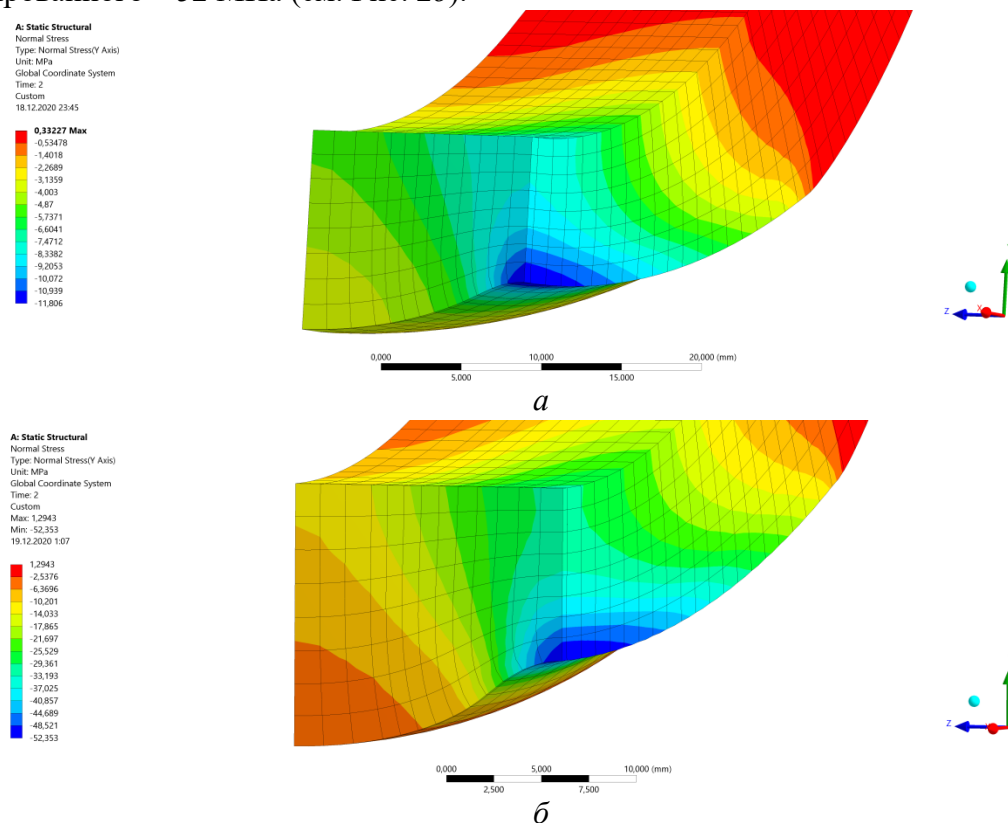 рованного – 52 МПа (см. Рис. 28).
A: Static Structural
Normal Stress
Type: Normal Stress(Y Axis)
Unit: MPa
Global Coordinate System
Time: 2
Custom
18.12.2020 23:45
0,33227 Max
-0,53478
-1,4018
-2,2689
-3,1359
-4,003
-4,87
-5,7371
-6,6041
-7,4712
-8,3382
-9,2053
-10,072
-10,939
-11,806
Z
X
0,000 10,000 20,000 (mm)
5,000 15,000
а
A: Static Structural
Normal Stress
Type: Normal Stress(Y Axis)
Unit: MPa
Global Coordinate System
Time: 2
Custom
Max: 1,2943
Min: -52,353
19.12.2020 1:07
1,2943
-2,5376
-6,3696
-10,201
-14,033
-17,865
-21,697
-25,529
-29,361
-33,193
-37,025
-40,857
-44,689
-48,521
-52,353
Z
0,000 5,000 10,000 (mm)
2,500 7,500
б